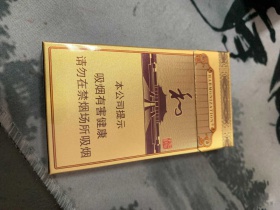 和
本公司提示
吸烟有害健康
请勿在禁烟场所吸烟